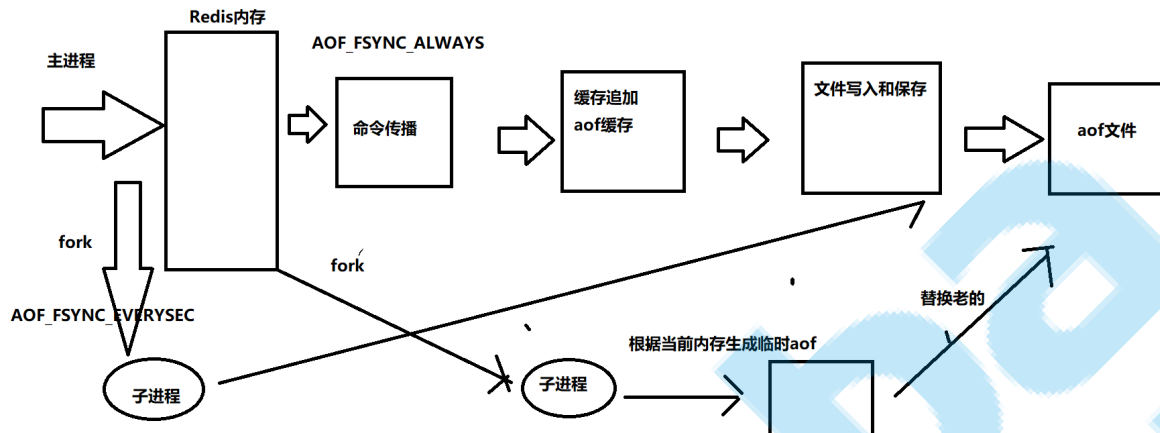 Redis内存
主进程
AOF_FSYNC_ALWAYS
命令传播
缓存追加
aof缓存
文件写入和保存
aof文件
fork
fork
AOF_FSYNC_EVERYSEC
子进程
子进程
根据当前内存生成临时aof
替换老的